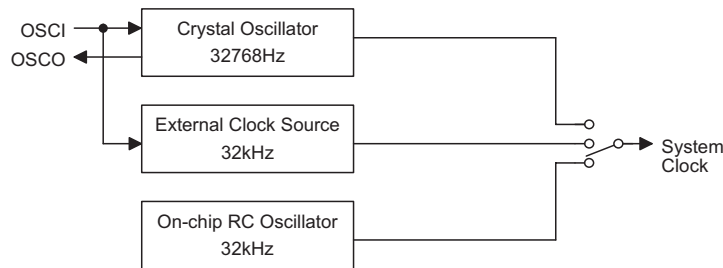 OSCI
OSCO
Crystal Oscillator
32768Hz
External Clock Source
32kHz
On-chip RC Oscillator
32kHz
System
Clock